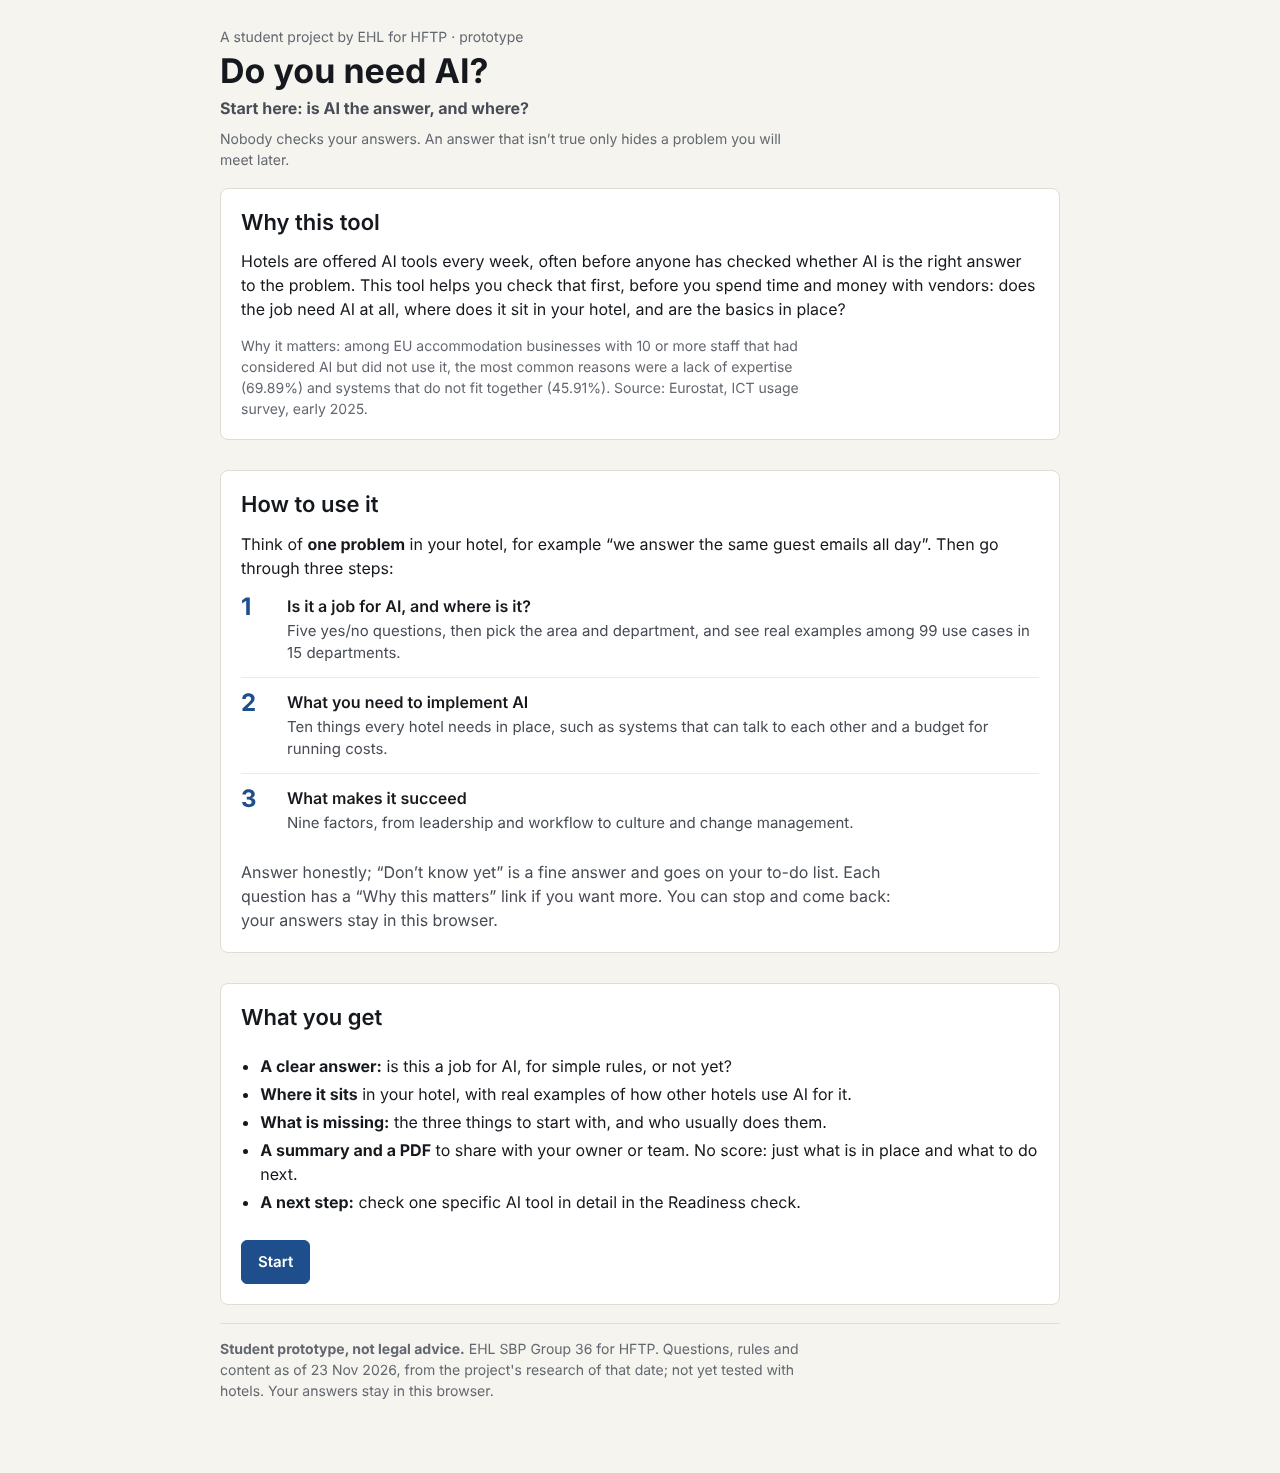 A student project by EHL for HFTP · prototype
Do you need AI?
Start here: is AI the answer, and where?
Nobody checks your answers. An answer that isn’t true only hides a problem you will
meet later.
Why this tool
Hotels are offered AI tools every week, often before anyone has checked whether AI is the right answer
to the problem. This tool helps you check that first, before you spend time and money with vendors: does
the job need AI at all, where does it sit in your hotel, and are the basics in place?
Why it matters: among EU accommodation businesses with 10 or more staff that had
considered AI but did not use it, the most common reasons were a lack of expertise
(69.89%) and systems that do not fit together (45.91%). Source: Eurostat, ICT usage
survey, early 2025.
How to use it
Think of one problem in your hotel, for example “we answer the same guest emails all day”. Then go
through three steps:
1 Is it a job for AI, and where is it?
Five yes/no questions, then pick the area and department, and see real examples among 99 use cases in
15 departments.
2 What you need to implement AI
Ten things every hotel needs in place, such as systems that can talk to each other and a budget for
running costs.
3 What makes it succeed
Nine factors, from leadership and workflow to culture and change management.
Answer honestly; “Don’t know yet” is a fine answer and goes on your to-do list. Each
question has a “Why this matters” link if you want more. You can stop and come back:
your answers stay in this browser.
What you get
• A clear answer: is this a job for AI, for simple rules, or not yet?
• Where it sits in your hotel, with real examples of how other hotels use AI for it.
• What is missing: the three things to start with, and who usually does them.
• A summary and a PDF to share with your owner or team. No score: just what is in place and what to do
next.
• A next step: check one specific AI tool in detail in the Readiness check.
Start
Student prototype, not legal advice. EHL SBP Group 36 for HFTP. Questions, rules and
content as of 23 Nov 2026, from the project's research of that date; not yet tested with
hotels. Your answers stay in this browser.